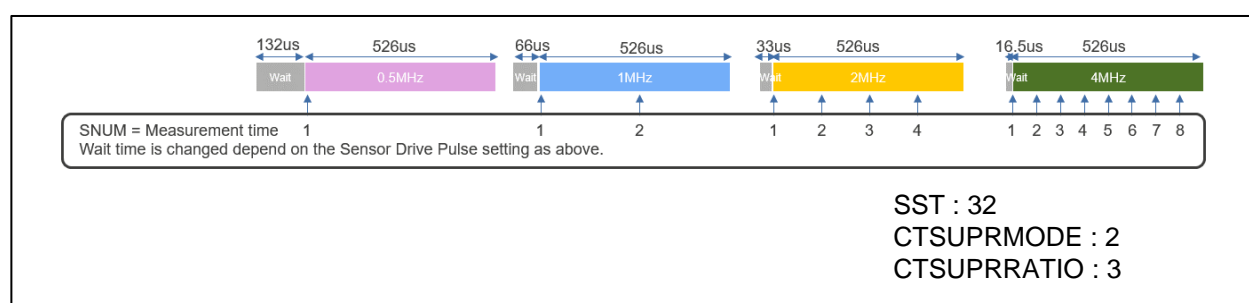 132us 526us 66us 526us 33us 526us 16.5us 526us
Wait 0.5MHz Wait 1MHz Wait 2MHz Wait 4MHz
SNUM = Measurement time 1 1 2 1 2 3 4 1 2 3 4 5 6 7 8
Wait time is changed depend on the Sensor Drive Pulse setting as above.
SST : 32
CTSUPRMODE : 2
CTSUPRRATIO : 3